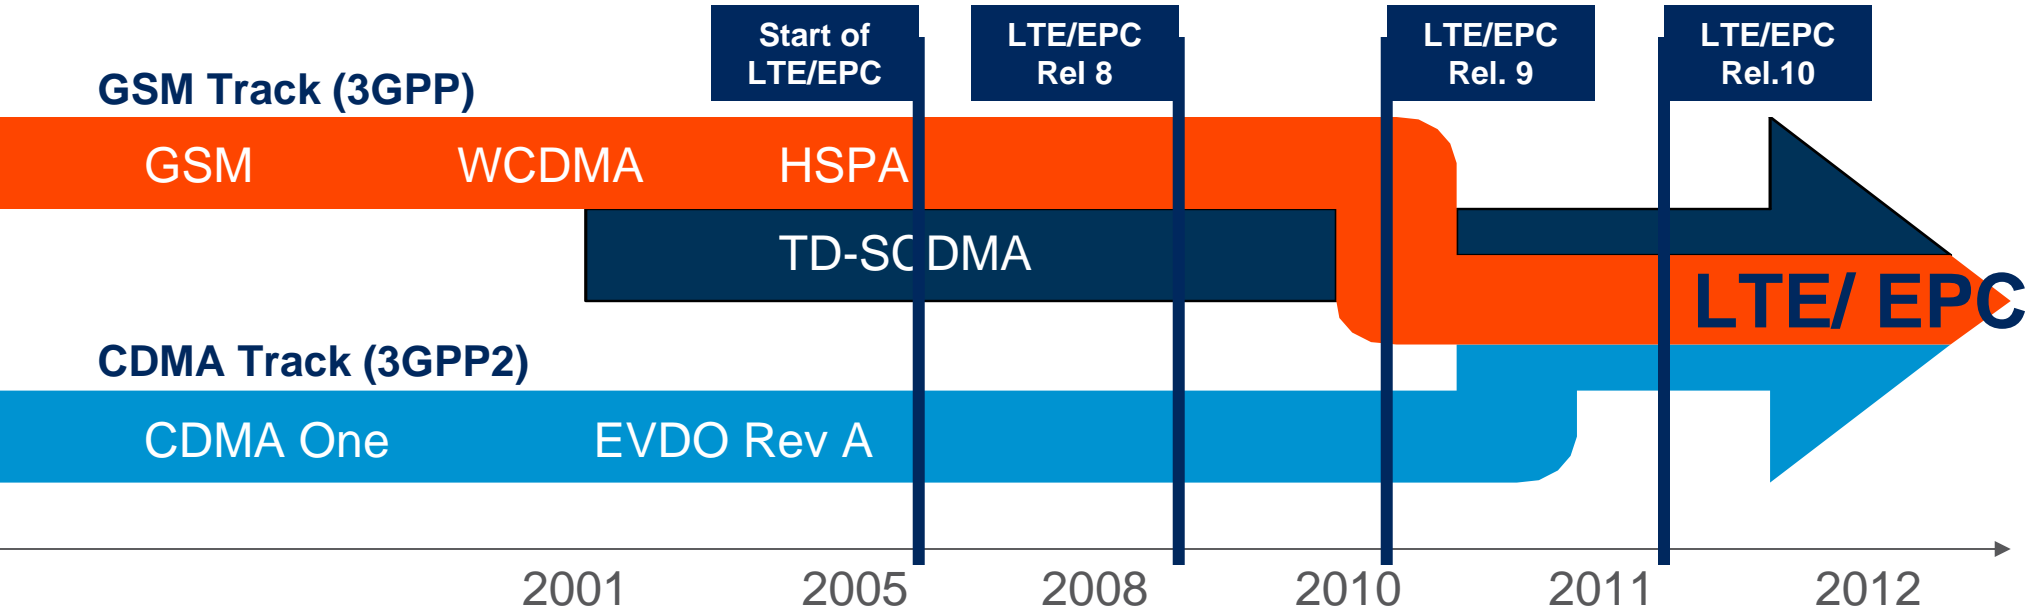 Start of
LTE/EPC
LTE/EPC
Rel 8
LTE/EPC
Rel. 9
LTE/EPC
Rel.10
GSM Track (3GPP)
GSM WCDMA HSPA
TD-SCDMA
LTE/ EPC
CDMA Track (3GPP2)
CDMA One EVDO Rev A
2001 2005 2008 2010 2011 2012